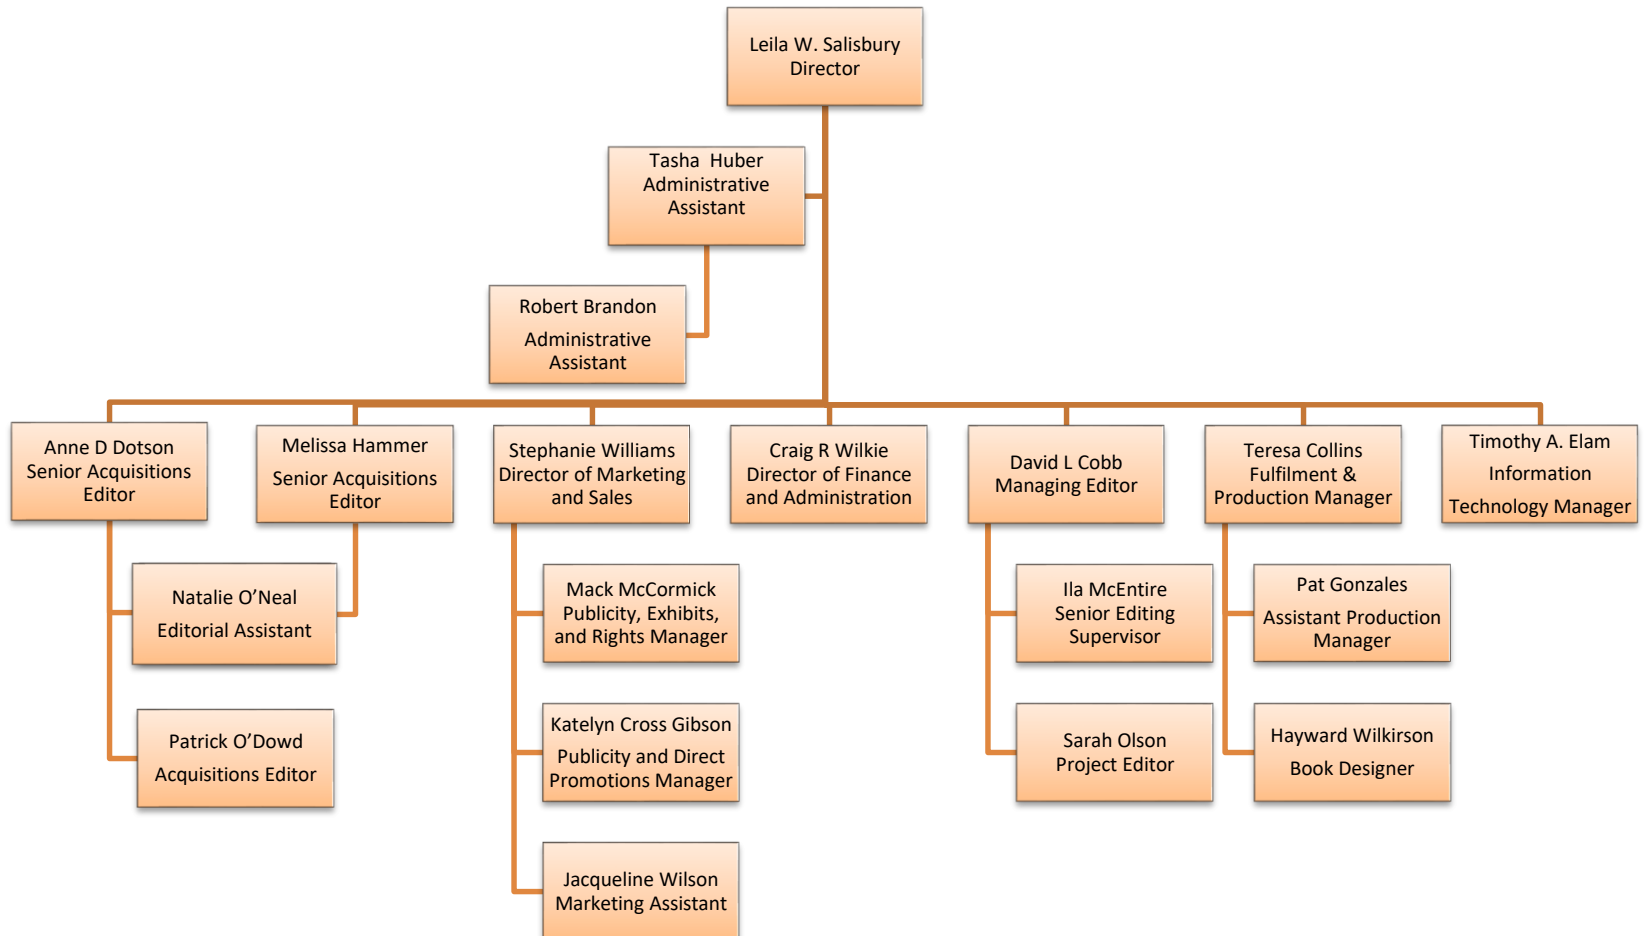 Leila W. Salisbury
Director
Tasha  Huber
Administrative
Assistant
Robert Brandon
Administrative
Assistant
Anne D Dotson
Senior Acquisitions
Editor
Melissa Hammer
Senior Acquisitions
Editor
Stephanie Williams
Director of Marketing
and Sales
Craig R Wilkie
Director of Finance
and Administration
David L Cobb
Managing Editor
Teresa Collins
Fulfilment &
Production Manager
Timothy A. Elam
Information
Technology Manager
Natalie O’Neal
Editorial Assistant
Mack McCormick
Publicity, Exhibits,
and Rights Manager
Ila McEntire
Senior Editing
Supervisor
Pat Gonzales
Assistant Production
Manager
Patrick O’Dowd
Acquisitions Editor
Katelyn Cross Gibson
Publicity and Direct
Promotions Manager
Sarah Olson
Project Editor
Hayward Wilkirson
Book Designer
Jacqueline Wilson
Marketing Assistant